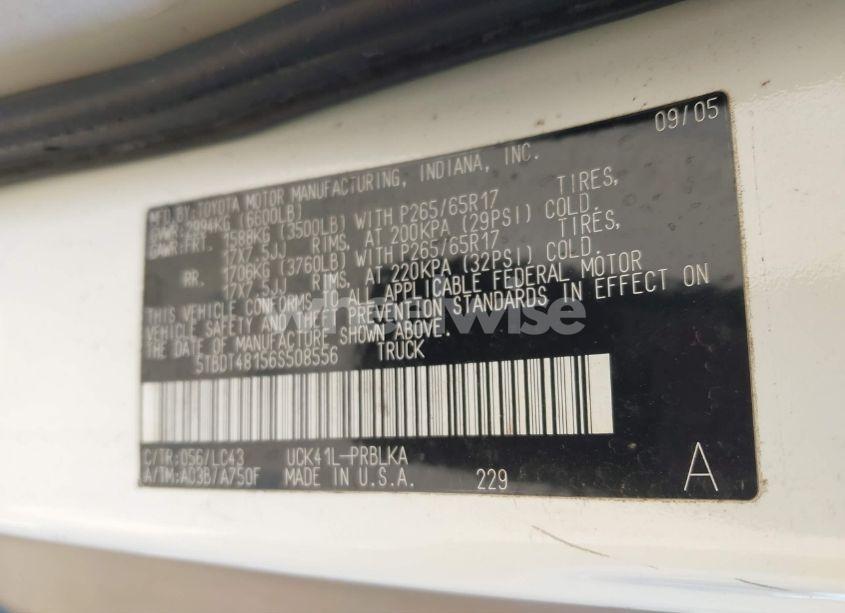 09/05
MFD.BY:TOYOTA MOTOR MANUFACTURING, INDIANA, INC.
GVWR:2994KG (6600LB)
GAWR:FRT. 1588KG (3500LB) WITH P265/65R17 TIRES,
17X7.5JJ RIMS, AT 200KPA (29PSI) COLD.
RR. 1706KG (3760LB) WITH P265/65R17 TIRES,
17X7.5JJ RIMS, AT 220KPA (32PSI) COLD.
THIS VEHICLE CONFORMS TO ALL APPLICABLE FEDERAL MOTOR
VEHICLE SAFETY AND THEFT PREVENTION STANDARDS IN EFFECT ON
THE DATE OF MANUFACTURE SHOWN ABOVE.
5TBDT48156S508556 TRUCK
C/TR:056/LC43 UCK41L-PRBLKA
A/TM:A03B/A750F MADE IN U.S.A. 229 A
wheelwise